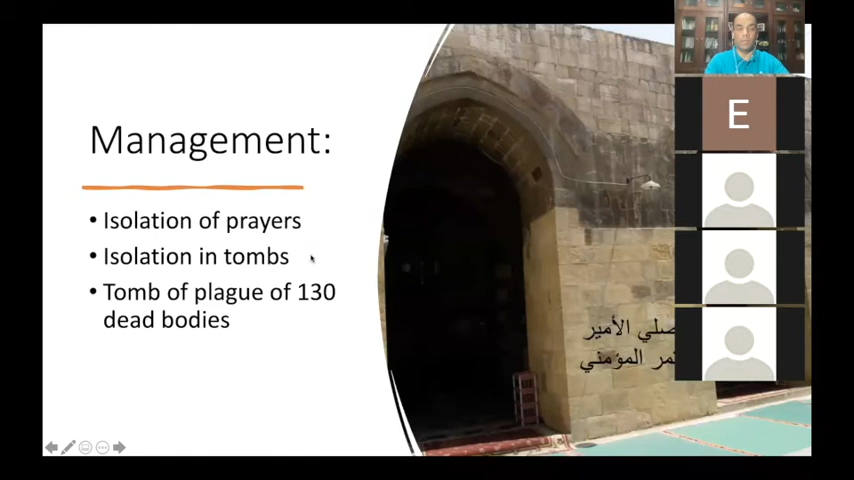 Management:
• Isolation of prayers
• Isolation in tombs
• Tomb of plague of 130
dead bodies
الأمير
المؤمني
E